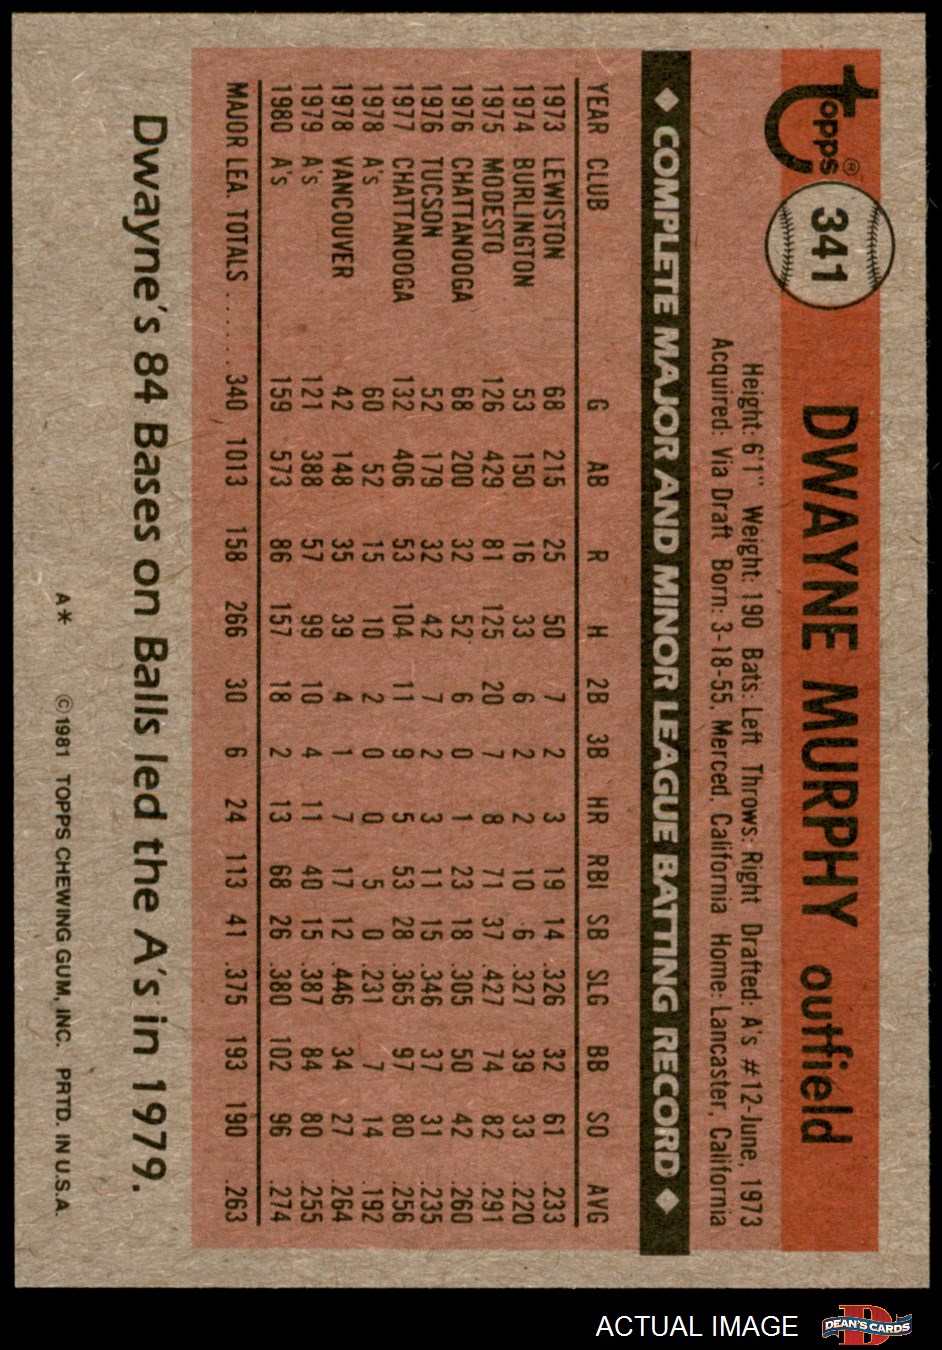 topps®
341
DWAYNE MURPHY outfield
Height: 6'1" Weight: 190 Bats: Left Throws: Right Drafted: A's #12-June, 1973
Acquired: Via Draft Born: 3-18-55, Merced, California Home: Lancaster, California
◆ COMPLETE MAJOR AND MINOR LEAGUE BATTING RECORD ◆
YEAR CLUB G AB R H 2B 3B HR RBI SB SLG BB SO AVG
1973 LEWISTON 68 215 25 50 7 2 3 19 14 .326 32 61 .233
1974 BURLINGTON 53 150 16 33 6 2 2 10 6 .327 39 33 .220
1975 MODESTO 126 429 81 125 20 7 8 71 37 .427 74 82 .291
1976 CHATTANOOGA 68 200 32 52 6 0 1 23 18 .305 50 42 .260
1976 TUCSON 52 179 32 42 7 2 3 11 15 .346 37 31 .235
1977 CHATTANOOGA 132 406 53 104 11 9 5 53 28 .365 97 80 .256
1978 A's 60 52 15 10 2 0 0 5 0 .231 7 14 .192
1978 VANCOUVER 42 148 35 39 4 1 7 17 12 .446 34 27 .264
1979 A's 121 388 57 99 10 4 11 40 15 .387 84 80 .255
1980 A's 159 573 86 157 18 2 13 68 26 .380 102 96 .274
MAJOR LEA. TOTALS ...... 340 1013 158 266 30 6 24 113 41 .375 193 190 .263
Dwayne's 84 Bases on Balls led the A's in 1979.
A* ©1981 TOPPS CHEWING GUM, INC. PRTD. IN U.S.A.
ACTUAL IMAGE
D
DEAN'S CARDS